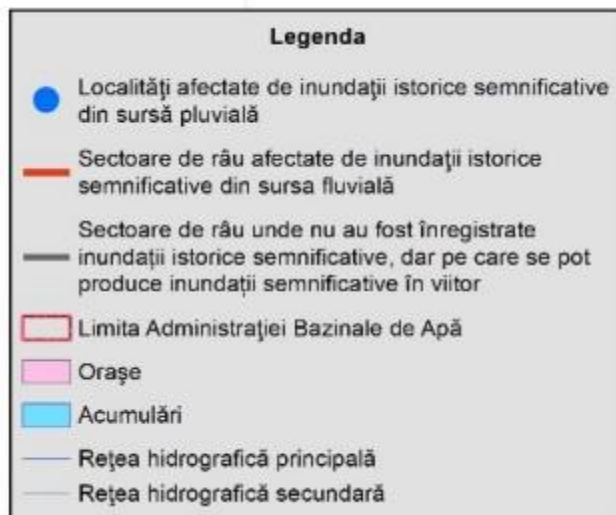 Legenda
Localităţi afectate de inundaţii istorice semnificative
din sursă pluvială
Sectoare de râu afectate de inundaţii istorice
semnificative din sursa fluvială
Sectoare de râu unde nu au fost înregistrate
inundații istorice semnificative, dar pe care se pot
produce inundații semnificative în viitor
Limita Administraţiei Bazinale de Apă
Oraşe
Acumulări
Reţea hidrografică principală
Reţea hidrografică secundară